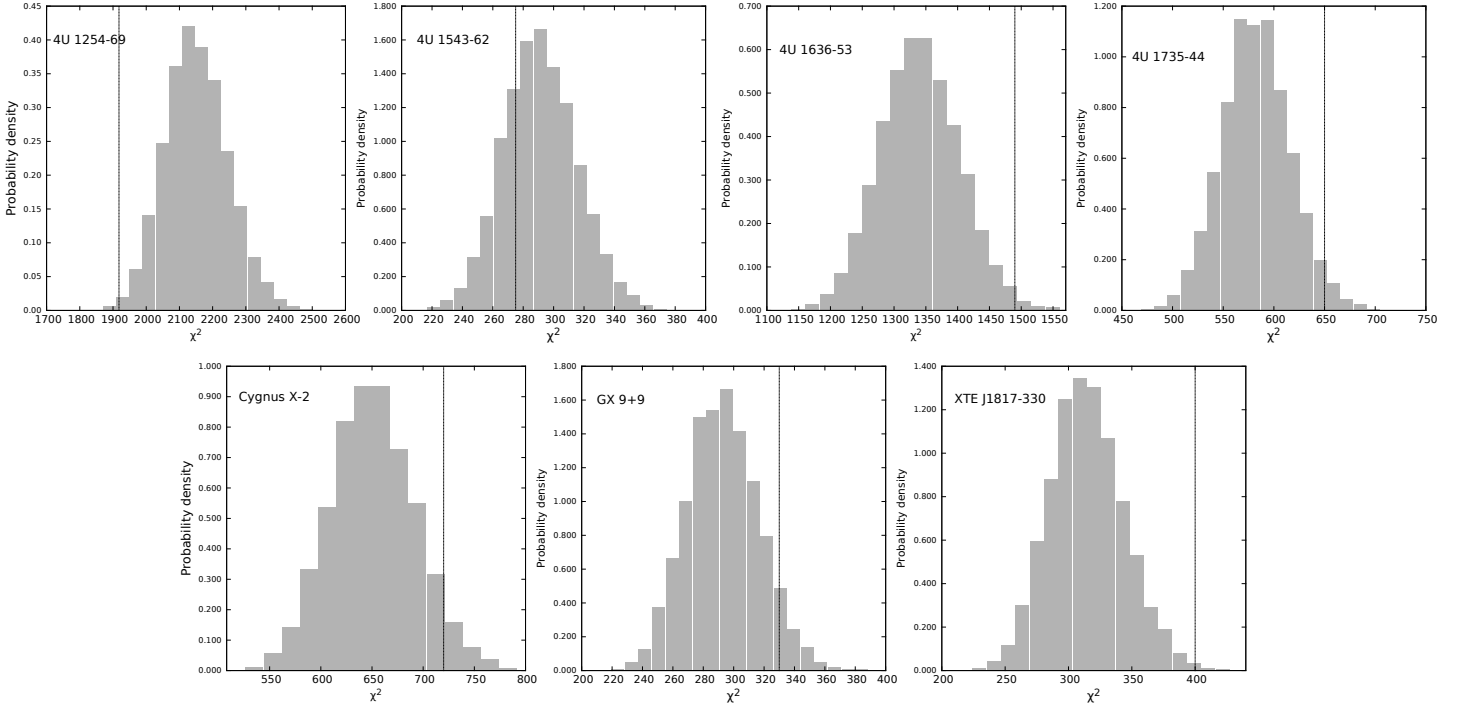 0.45
0.40
0.35
0.30
0.25
0.20
0.15
0.10
0.05
0.00
Probability density
4U 1254-69
1700 1800 1900 2000 2100 2200 2300 2400 2500 2600
χ²
1.800
1.600
1.400
1.200
1.000
0.800
0.600
0.400
0.200
0.000
Probability density
4U 1543-62
200 220 240 260 280 300 320 340 360 380 400
χ²
0.700
0.600
0.500
0.400
0.300
0.200
0.100
0.000
Probability density
4U 1636-53
1100 1150 1200 1250 1300 1350 1400 1450 1500 1550
χ²
1.200
1.000
0.800
0.600
0.400
0.200
0.000
Probability density
4U 1735-44
450 500 550 600 650 700 750
χ²
1.000
0.900
0.800
0.700
0.600
0.500
0.400
0.300
0.200
0.100
0.000
Probability density
Cygnus X-2
550 600 650 700 750 800
χ²
1.800
1.600
1.400
1.200
1.000
0.800
0.600
0.400
0.200
0.000
Probability density
GX 9+9
200 220 240 260 280 300 320 340 360 380 400
χ²
1.400
1.200
1.000
0.800
0.600
0.400
0.200
0.000
Probability density
XTE J1817-330
200 250 300 350 400
χ²